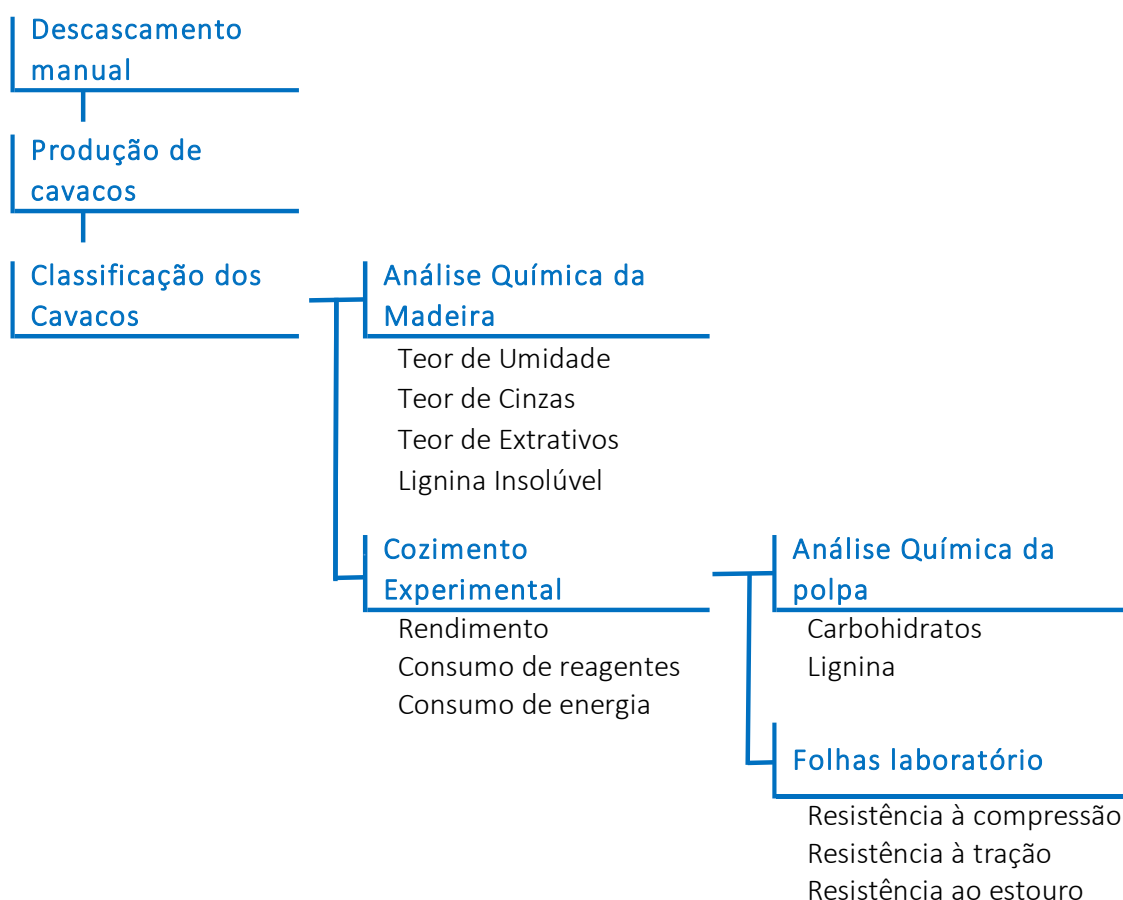 Descascamento
manual
Produção de
cavacos
Classificação dos
Cavacos
Análise Química da
Madeira
Teor de Umidade
Teor de Cinzas
Teor de Extrativos
Lignina Insolúvel
Cozimento
Experimental
Rendimento
Consumo de reagentes
Consumo de energia
Análise Química da
polpa
Carbohidratos
Lignina
Folhas laboratório
Resistência à compressão
Resistência à tração
Resistência ao estouro